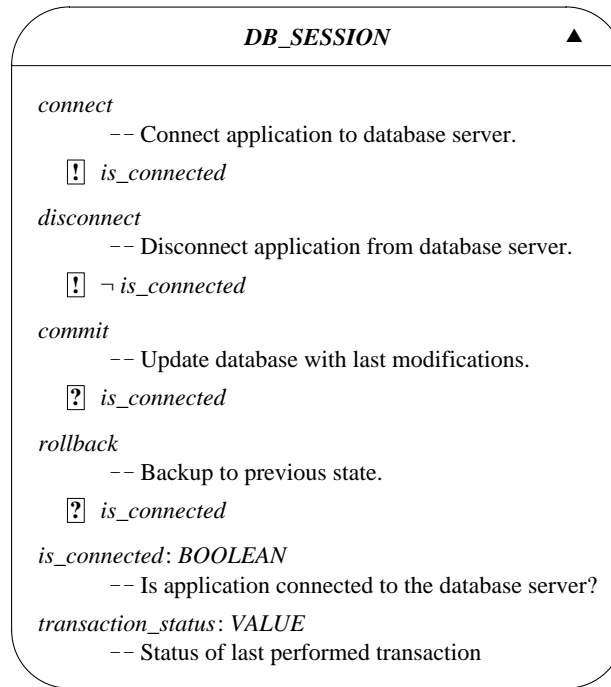 DB_SESSION ▲
connect
-- Connect application to database server.
! is_connected
disconnect
-- Disconnect application from database server.
! ¬ is_connected
commit
-- Update database with last modifications.
? is_connected
rollback
-- Backup to previous state.
? is_connected
is_connected: BOOLEAN
-- Is application connected to the database server?
transaction_status: VALUE
-- Status of last performed transaction